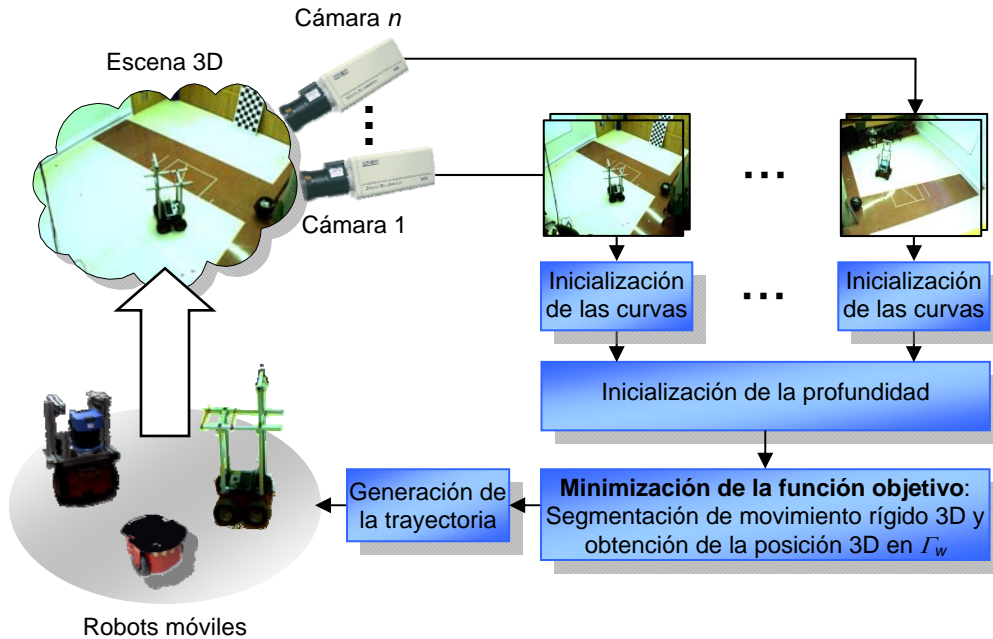 Cámara n
Escena 3D
Cámara 1
...
Inicialización
de las curvas
...
Inicialización
de las curvas
Inicialización de la profundidad
Minimización de la función objetivo:
Segmentación de movimiento rígido 3D y
obtención de la posición 3D en Γw
Generación de
la trayectoria
Robots móviles